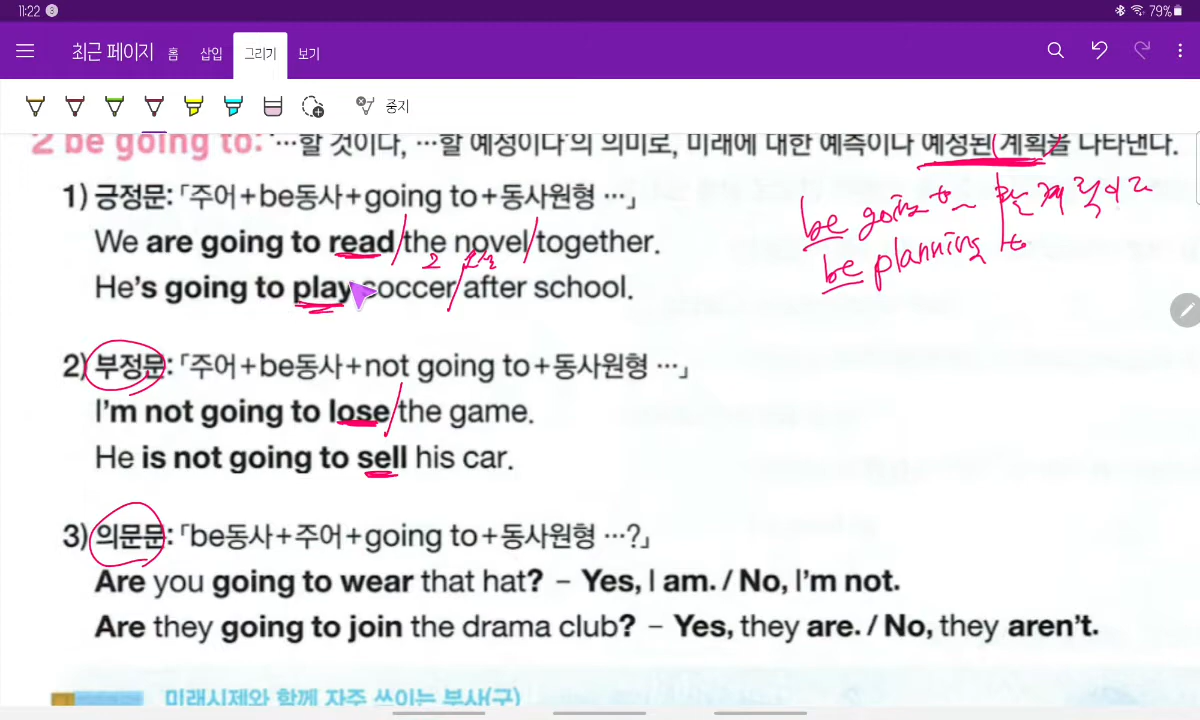 11:22
79%
최근 페이지 홈 삽입 그리기 보기
중지
2 be going to: '…할 것이다, …할 예정이다'의 의미로, 미래에 대한 예측이나 예정된 계획을 나타낸다.
1) 긍정문: 「주어+be동사+going to+동사원형 …」
be going to 할 계획이다
We are going to read the novel together.
be planning to
He's going to play soccer after school.
2) 부정문: 「주어+be동사+not going to+동사원형 …」
I'm not going to lose the game.
He is not going to sell his car.
3) 의문문: 「be동사+주어+going to+동사원형 …?」
Are you going to wear that hat? – Yes, I am. / No, I'm not.
Are they going to join the drama club? – Yes, they are. / No, they aren't.
미래시제와 함께 자주 쓰이는 부사(구)